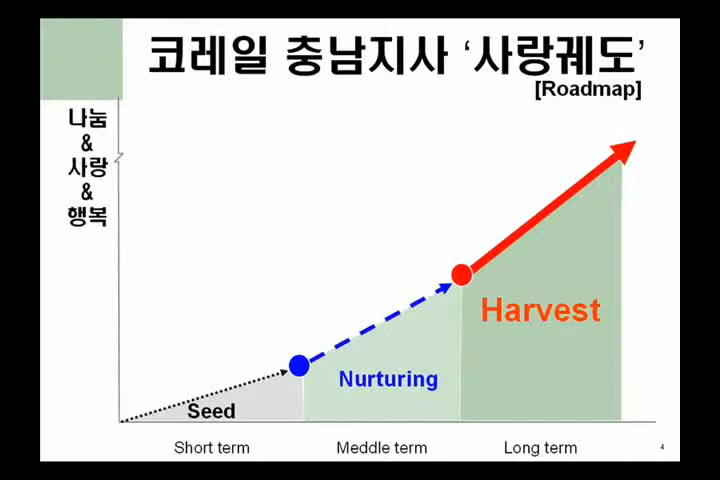 코레일 충남지사 ‘사랑궤도’
[Roadmap]
나눔
&
사랑
&
행복
Harvest
Nurturing
Seed
Short term
Meddle term
Long term
4